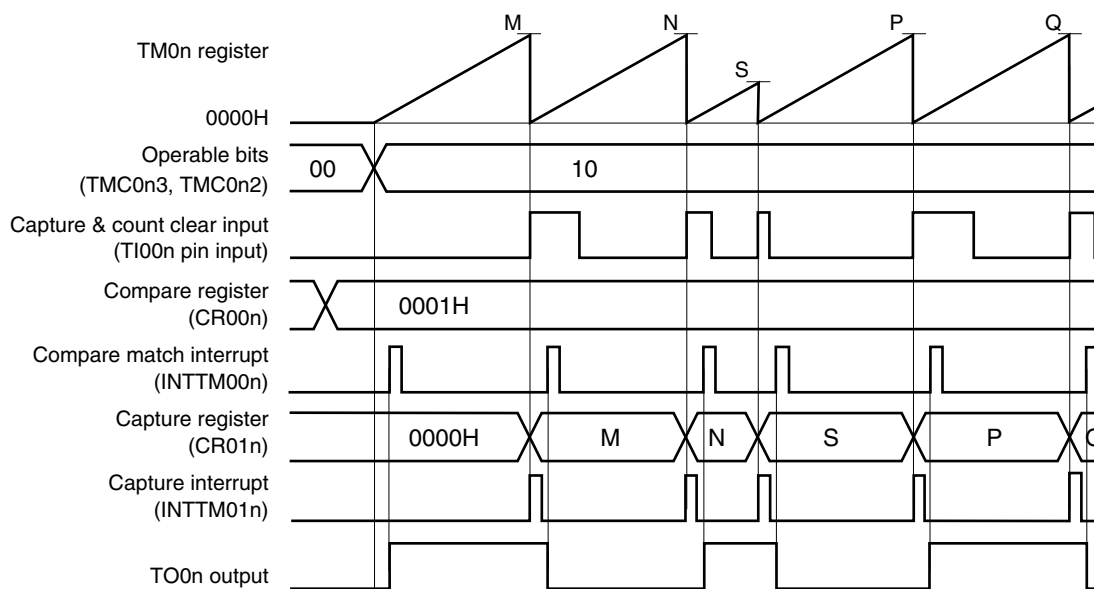 M N P Q
S
TM0n register
0000H
Operable bits
(TMC0n3, TMC0n2)
00 10
Capture & count clear input
(TI00n pin input)
Compare register
(CR00n)
0001H
Compare match interrupt
(INTTM00n)
Capture register
(CR01n)
0000H M N S P
Capture interrupt
(INTTM01n)
TO0n output